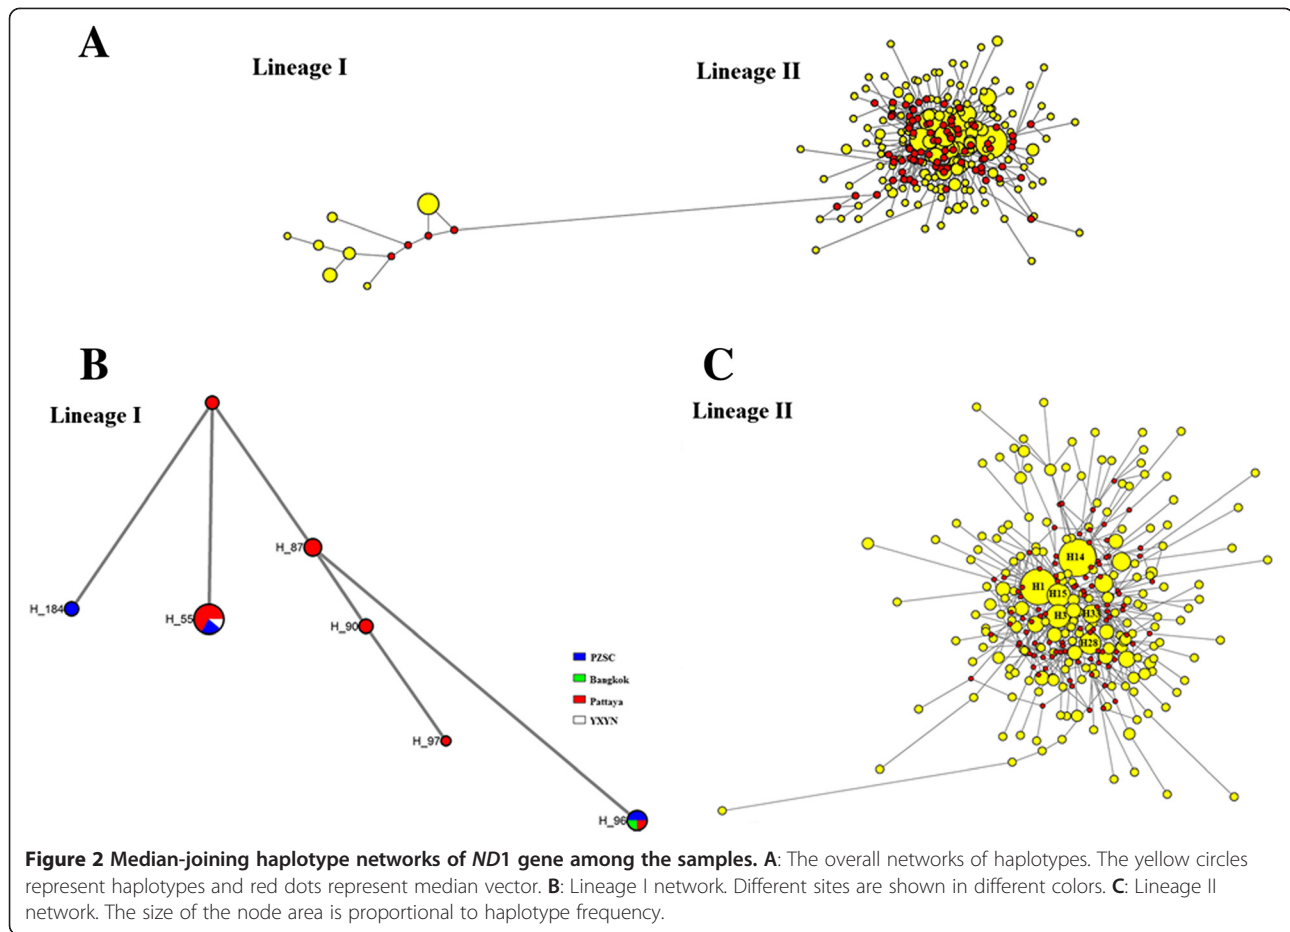 A
Lineage I
Lineage II
B
Lineage I
H_184
H_55
H_87
H_90
H_97
H_96
PZSC
Bangkok
Pattaya
YXYN
C
Lineage II
H14
H1
H15
H3
H33
H28
Figure 2 Median-joining haplotype networks of ND1 gene among the samples. A: The overall networks of haplotypes. The yellow circles
represent haplotypes and red dots represent median vector. B: Lineage I network. Different sites are shown in different colors. C: Lineage II
network. The size of the node area is proportional to haplotype frequency.